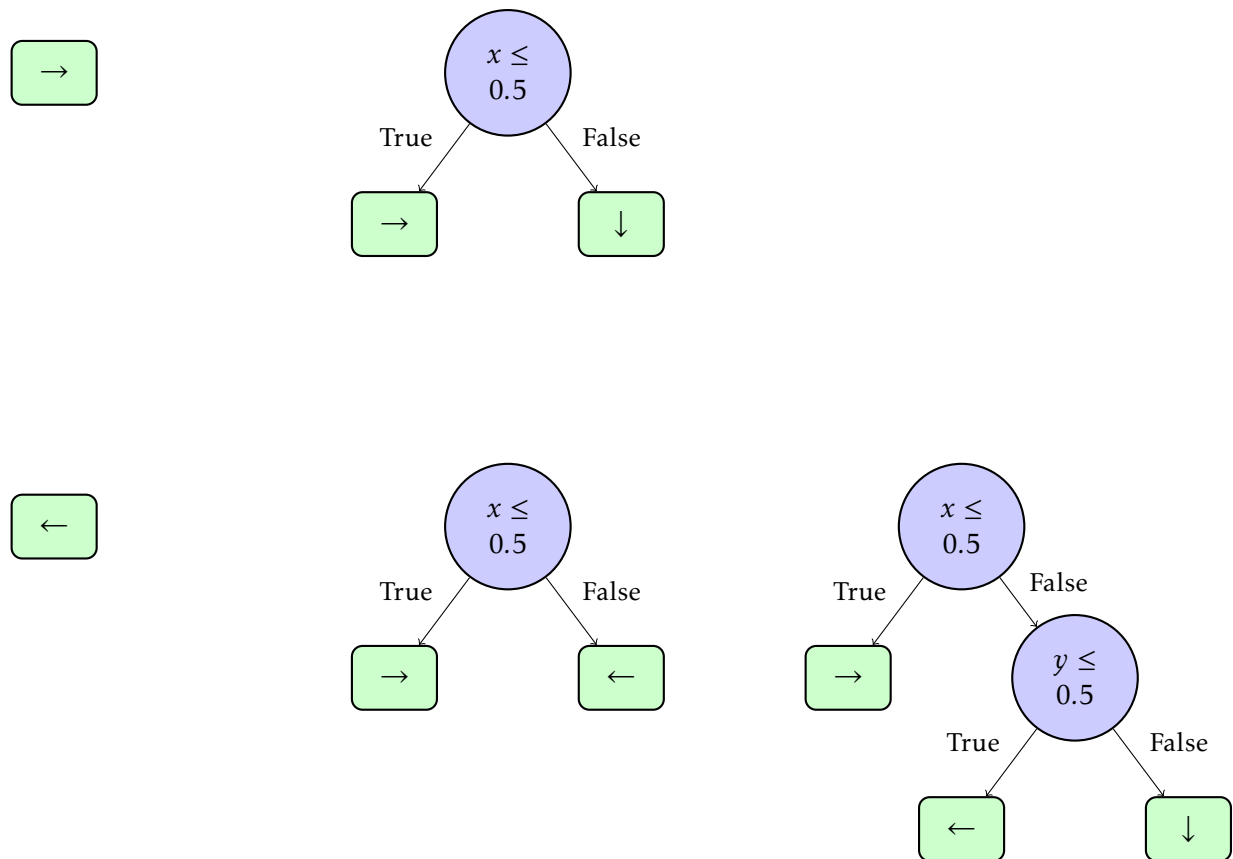 →
x ≤
0.5
True
False
→
↓
←
x ≤
0.5
True
False
→
←
x ≤
0.5
True
False
→
y ≤
0.5
True
False
←
↓